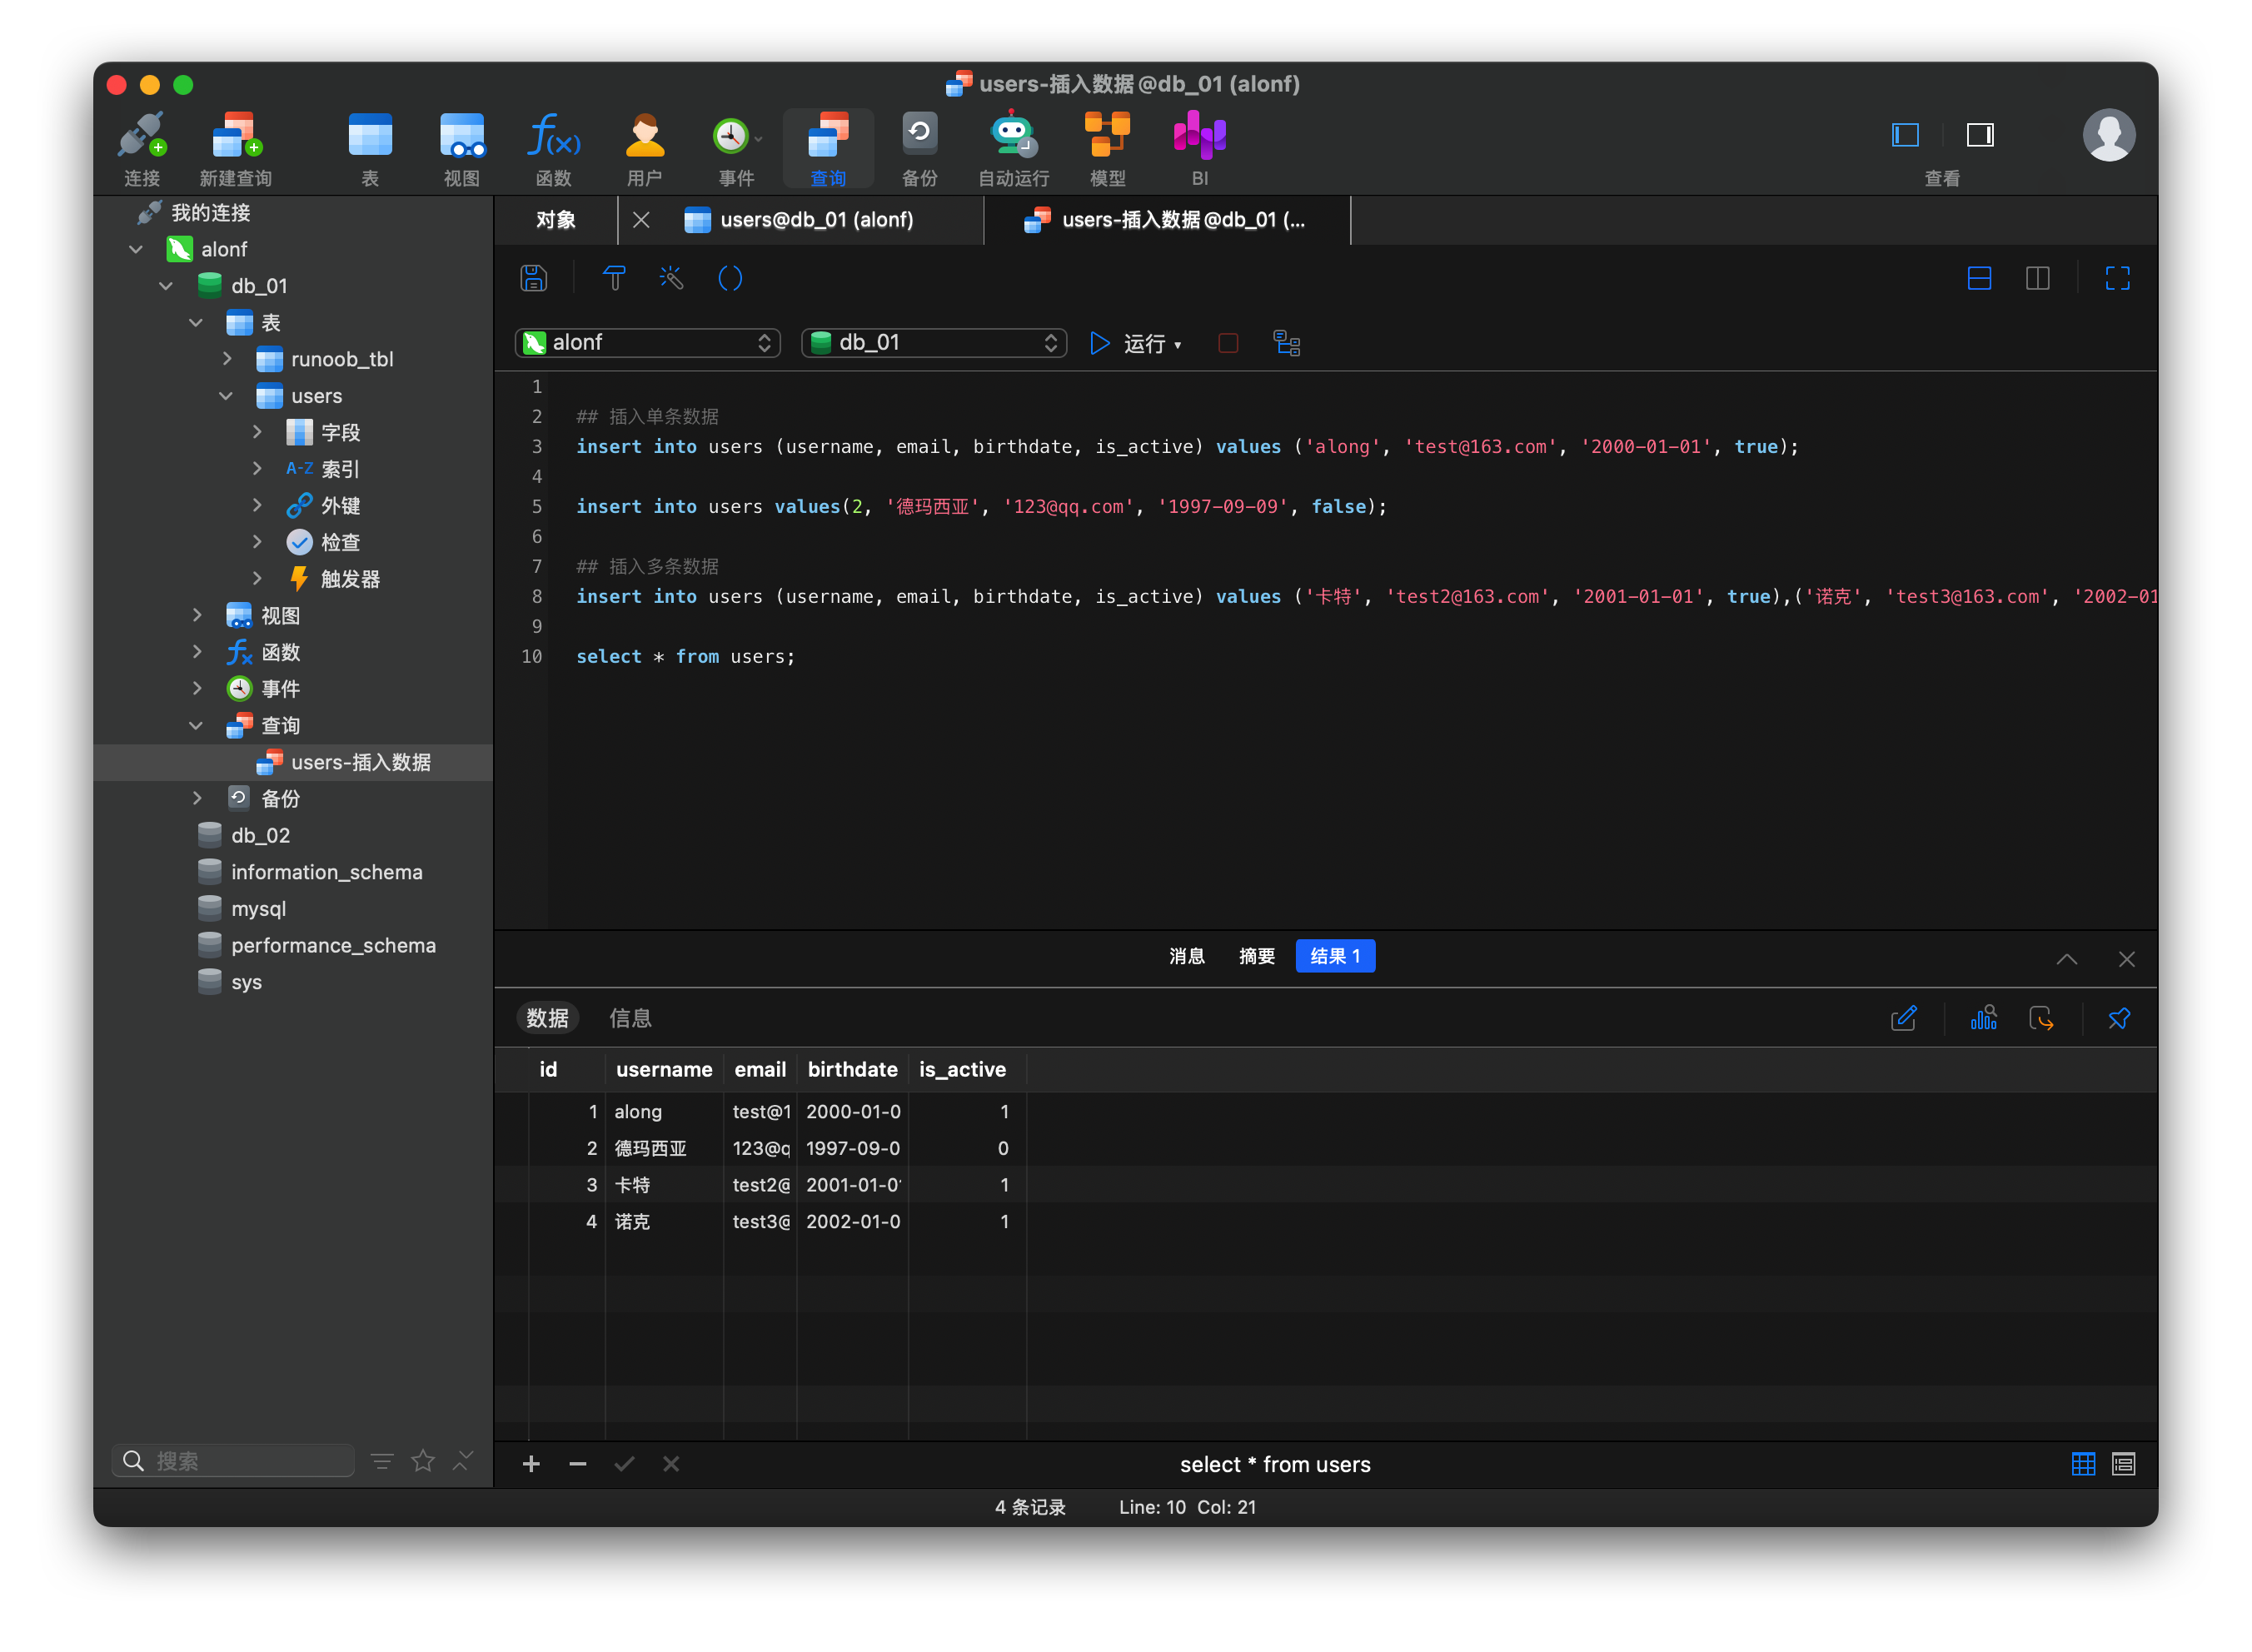 users-插入数据@db_01 (alonf)
连接
新建查询
表
视图
函数
用户
事件
查询
备份
自动运行
模型
BI
查看
我的连接
alonf
db_01
表
runoob_tbl
users
字段
A-Z 索引
外键
检查
触发器
视图
函数
事件
查询
users-插入数据
备份
db_02
information_schema
mysql
performance_schema
sys
搜索
对象
users@db_01 (alonf)
users-插入数据@db_01 (...
alonf
db_01
运行
1
2 ## 插入单条数据
3 insert into users (username, email, birthdate, is_active) values ('along', 'test@163.com', '2000-01-01', true);
4
5 insert into users values(2, '德玛西亚', '123@qq.com', '1997-09-09', false);
6
7 ## 插入多条数据
8 insert into users (username, email, birthdate, is_active) values ('卡特', 'test2@163.com', '2001-01-01', true),('诺克', 'test3@163.com', '2002-01
9
10 select * from users;
消息 摘要 结果 1
数据 信息
id username email birthdate is_active
1 along test@1 2000-01-0 1
2 德玛西亚 123@q 1997-09-0 0
3 卡特 test2@ 2001-01-0 1
4 诺克 test3@ 2002-01-0 1
select * from users
4 条记录 Line: 10 Col: 21